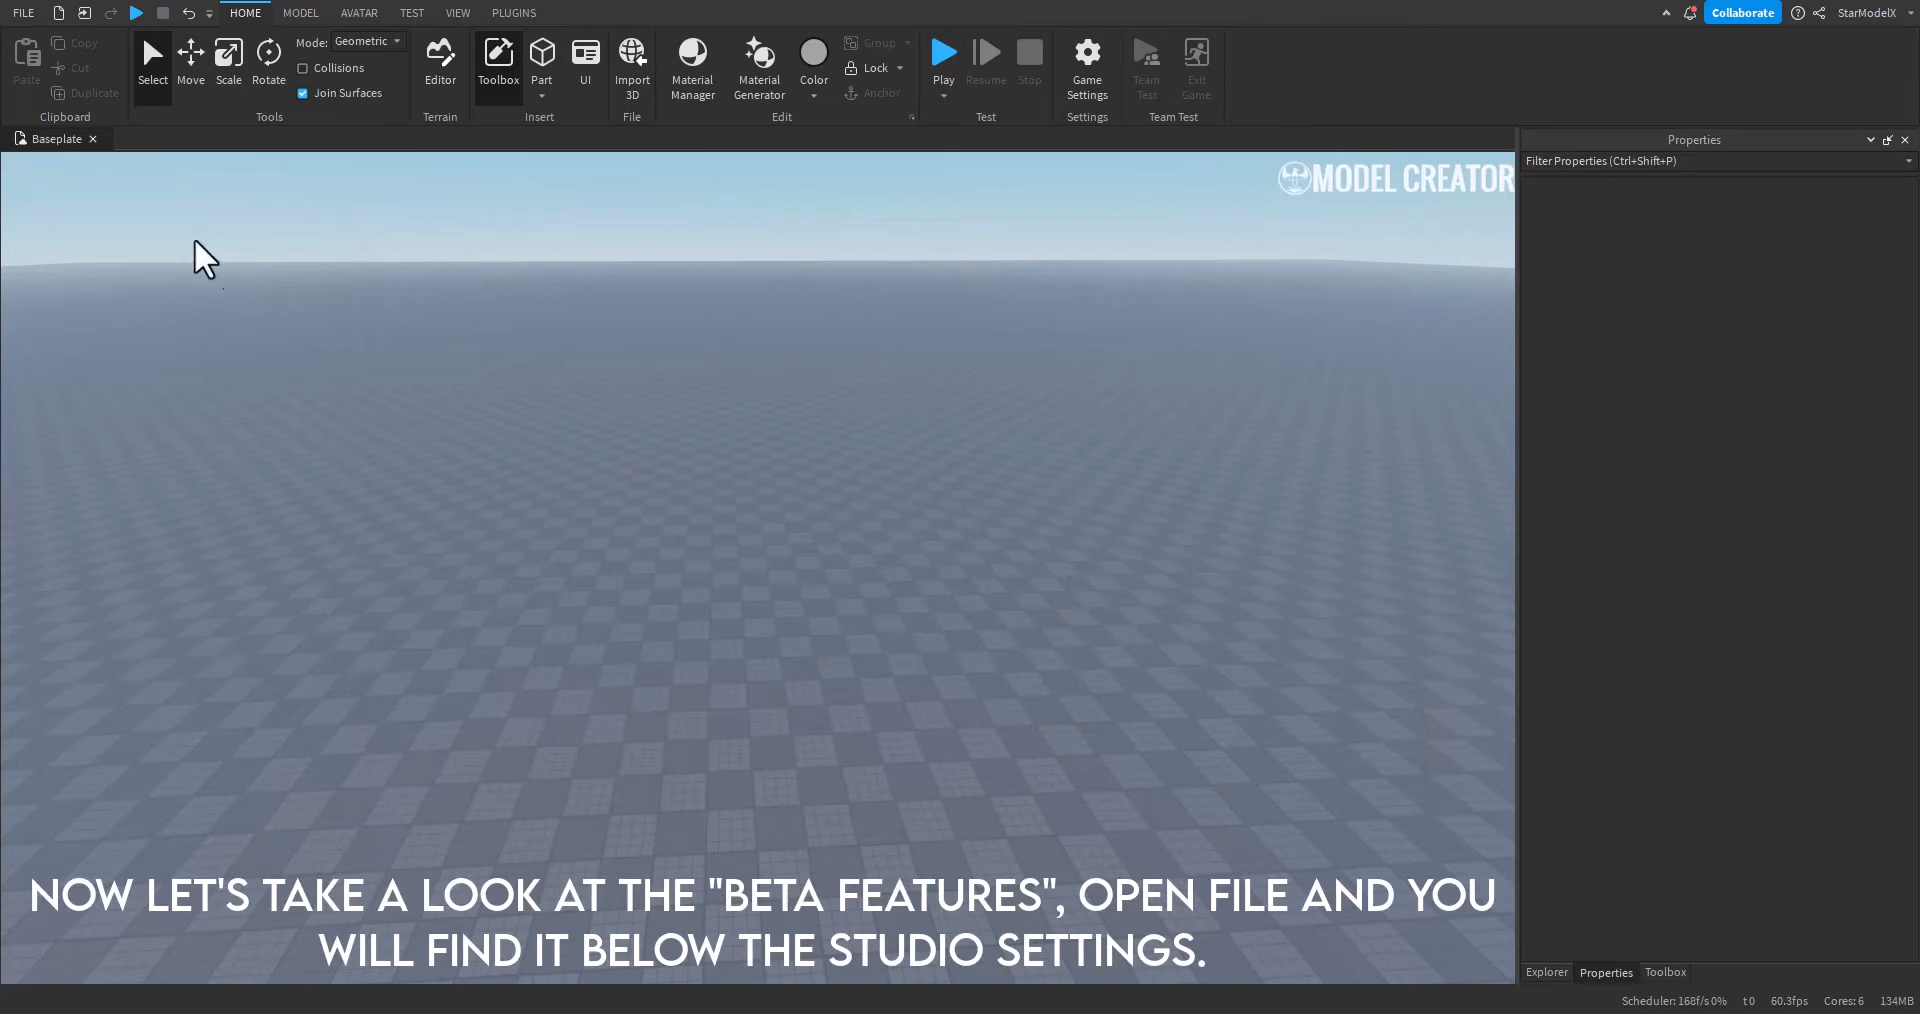 FILE HOME MODEL AVATAR TEST VIEW PLUGINS Collaborate StarModelX
Paste Copy Cut Duplicate
Clipboard
Select Move Scale Rotate
Mode: Geometric
Collisions
Join Surfaces
Tools
Editor
Terrain
Toolbox Part UI
Insert
Import
3D
File
Material
Manager
Material
Generator
Color
Group
Lock
Anchor
Edit
Play Resume Stop
Test
Game
Settings
Settings
Team
Test
Exit
Game
Team Test
Baseplate
Properties
Filter Properties (Ctrl+Shift+P)
MODEL CREATOR
NOW LET'S TAKE A LOOK AT THE "BETA FEATURES", OPEN FILE AND YOU
WILL FIND IT BELOW THE STUDIO SETTINGS.
Explorer Properties Toolbox
Scheduler: 168f/s 0% t 0 60.3fps Cores: 6 134MB